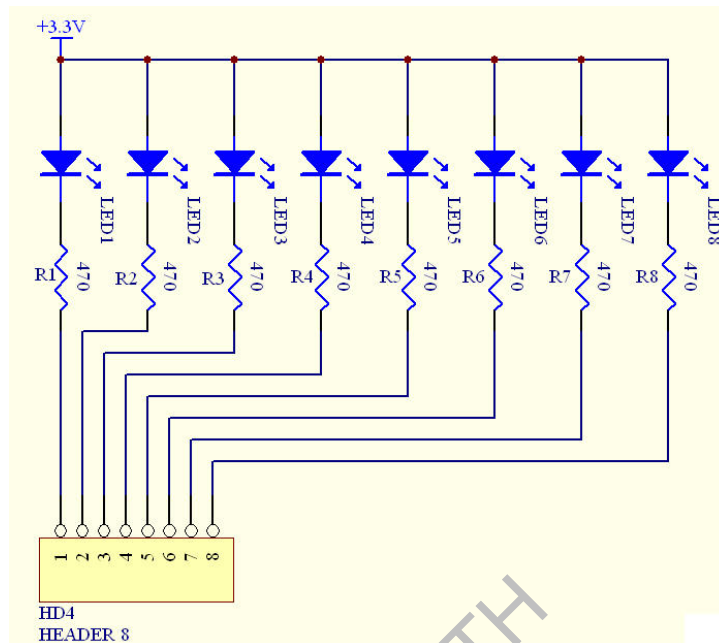 +3.3V
LED1
LED2
LED3
LED4
LED5
LED6
LED7
LED8
R1 470
R2 470
R3 470
R4 470
R5 470
R6 470
R7 470
R8 470
1 2 3 4 5 6 7 8
HD4
HEADER 8
TH